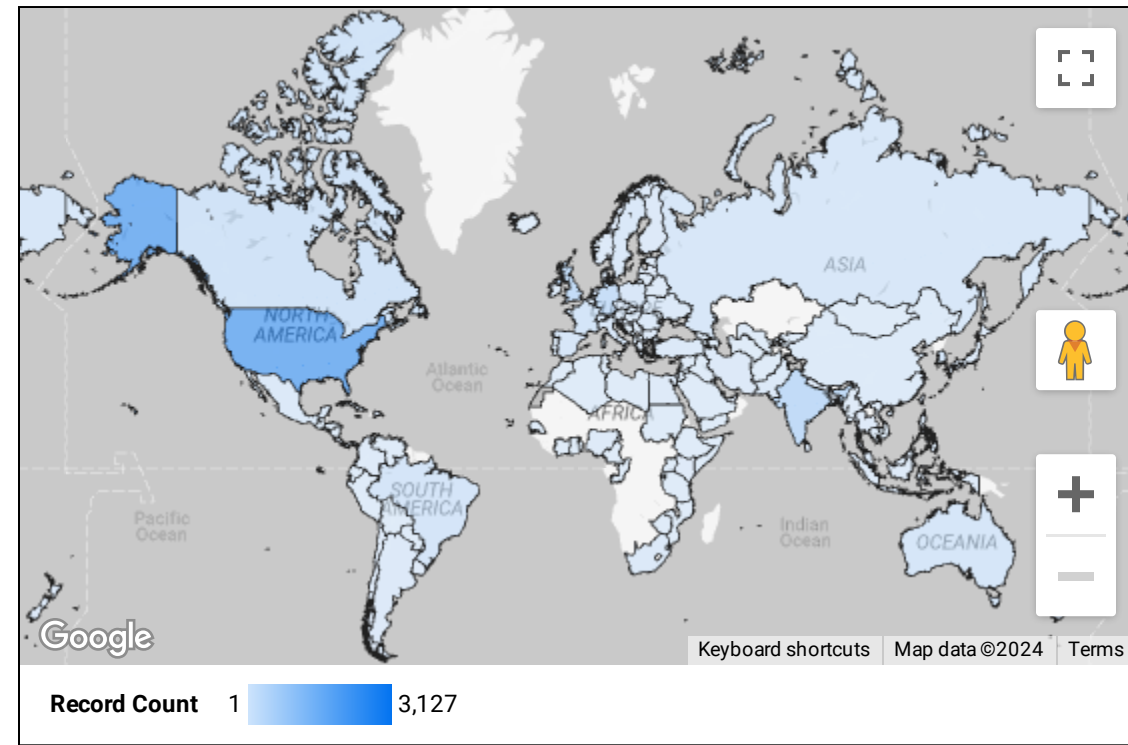 ASIA
NORTH
AMERICA
Atlantic
Ocean
AFRICA
SOUTH
AMERICA
Pacific
Ocean
Indian
Ocean
OCEANIA
Google
Keyboard shortcuts
Map data ©2024
Terms
Record Count 1 3,127